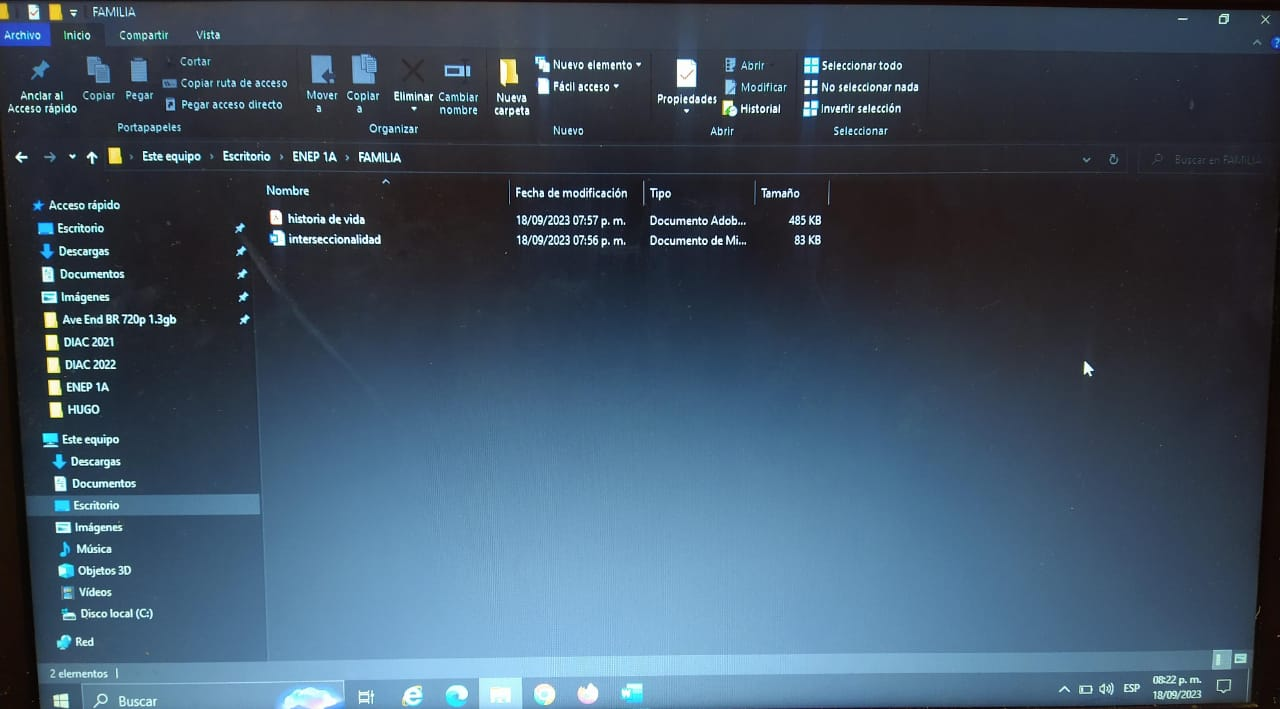 FAMILIA
Archivo Inicio Compartir Vista
Anclar al Acceso rápido
Copiar
Pegar
Cortar
Copiar ruta de acceso
Pegar acceso directo
Portapapeles
Mover a
Copiar a
Eliminar
Cambiar nombre
Organizar
Nueva carpeta
Nuevo elemento
Fácil acceso
Nuevo
Propiedades
Abrir
Modificar
Historial
Abrir
Seleccionar todo
No seleccionar nada
Invertir selección
Seleccionar
Este equipo › Escritorio › ENEP 1A › FAMILIA
Buscar en FAMILIA
Nombre Fecha de modificación Tipo Tamaño
historia de vida 18/09/2023 07:57 p. m. Documento Adob... 485 KB
interseccionalidad 18/09/2023 07:56 p. m. Documento de Mi... 83 KB
Acceso rápido
Escritorio
Descargas
Documentos
Imágenes
Ave End BR 720p 1.3gb
DIAC 2021
DIAC 2022
ENEP 1A
HUGO
Este equipo
Descargas
Documentos
Escritorio
Imágenes
Música
Objetos 3D
Vídeos
Disco local (C:)
Red
2 elementos
Buscar
ESP
08:22 p. m.
18/09/2023